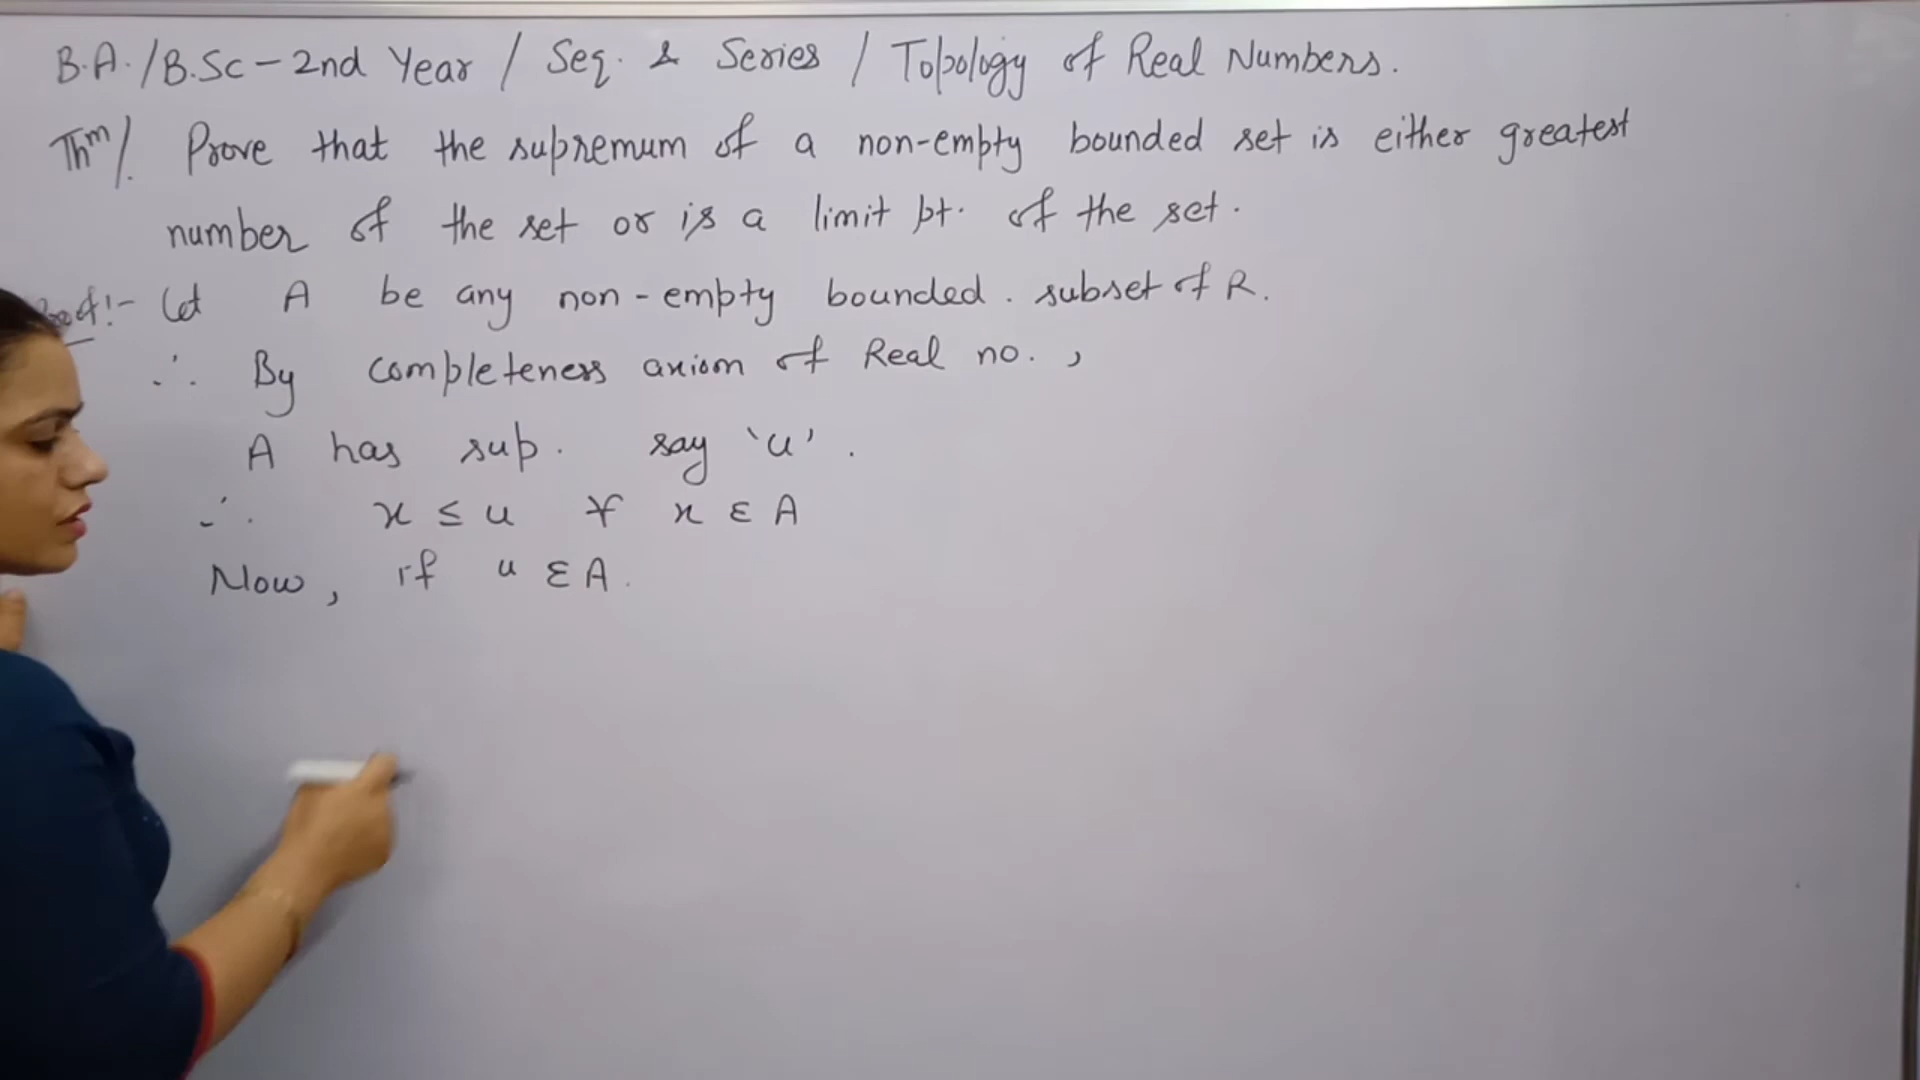 B.A. / B.Sc - 2nd Year / Seq. & Series / Topology of Real Numbers.
Thm/. Prove that the supremum of a non-empty bounded set is either greatest
number of the set or is a limit pt. of the set.
Let A be any non-empty bounded . subset of R.
∴ By completeness axiom of Real no. ,
A has sup. say 'u' .
∴ x ≤ u ∀ x ∈ A
Now, if u ∈ A.